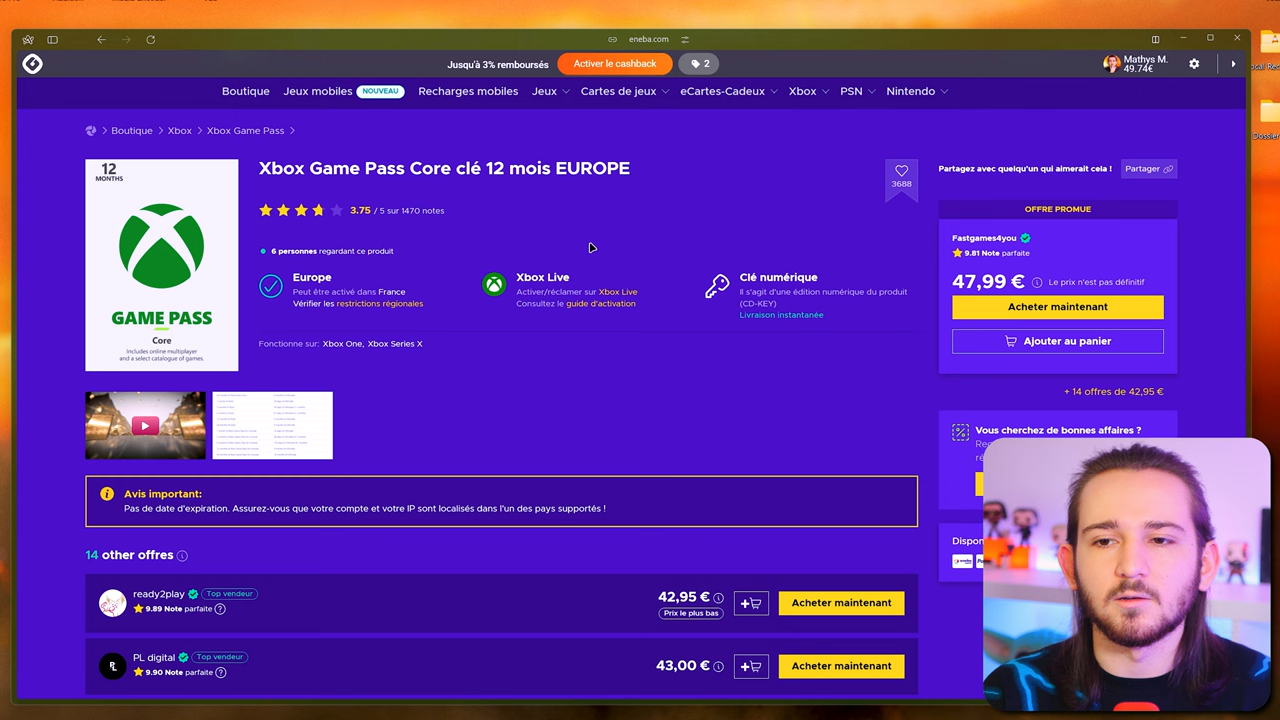 eneba.com
Jusqu'à 3% remboursés
Activer le cashback
2
Mathys M.
49.74€
Boutique
Jeux mobiles
NOUVEAU
Recharges mobiles
Jeux
Cartes de jeux
eCartes-Cadeux
Xbox
PSN
Nintendo
Boutique
Xbox
Xbox Game Pass
12
MONTHS
GAME PASS
Core
Includes online multiplayer
and a select catalogue of games.
Xbox Game Pass Core clé 12 mois EUROPE
3.75 / 5 sur 1470 notes
3688
6 personnes regardant ce produit
Europe
Peut être activé dans France
Vérifier les restrictions régionales
Xbox Live
Activer/réclamer sur Xbox Live
Consultez le guide d'activation
Clé numérique
Il s'agit d'une édition numérique du produit
(CD-KEY)
Livraison instantanée
Fonctionne sur: Xbox One, Xbox Series X
Partagez avec quelqu'un qui aimerait cela !
Partager
OFFRE PROMUE
Fastgames4you
9.81 Note parfaite
47,99 €
Le prix n'est pas définitif
Acheter maintenant
Ajouter au panier
+ 14 offres de 42,95 €
Vous cherchez de bonnes affaires ?
Avis important:
Pas de date d'expiration. Assurez-vous que votre compte et votre IP sont localisés dans l'un des pays supportés !
14 other offres
ready2play
Top vendeur
9.89 Note parfaite
42,95 €
Prix le plus bas
Acheter maintenant
PL digital
Top vendeur
9.90 Note parfaite
43,00 €
Acheter maintenant